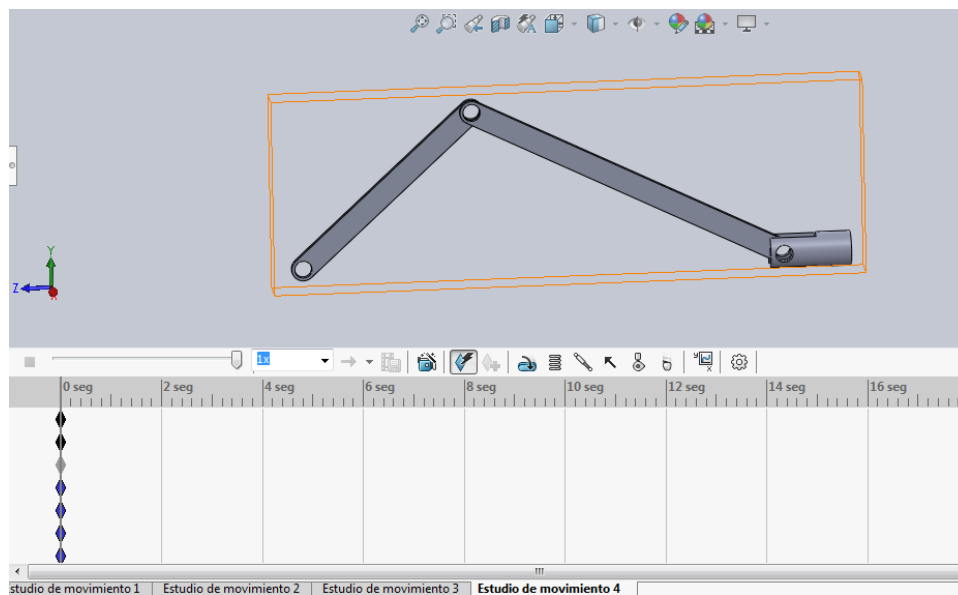 Y
Z
X
1x
0 seg 2 seg 4 seg 6 seg 8 seg 10 seg 12 seg 14 seg 16 seg
studio de movimiento 1 Estudio de movimiento 2 Estudio de movimiento 3 Estudio de movimiento 4